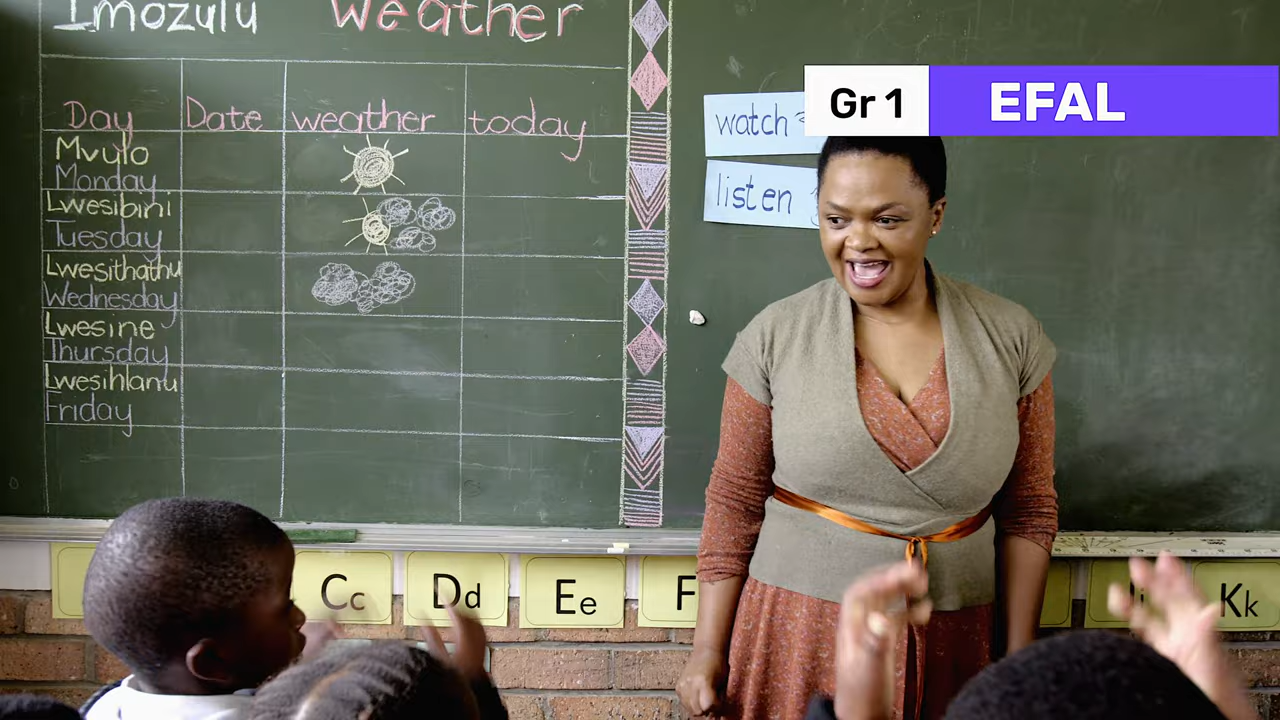 Imozulu Weather
Gr 1 EFAL
Day Date weather today
watch
listen
Mvulo
Monday
Lwesibini
Tuesday
Lwesithathu
Wednesday
Lwesine
Thursday
Lwesihlanu
Friday
Cc Dd Ee F Kk